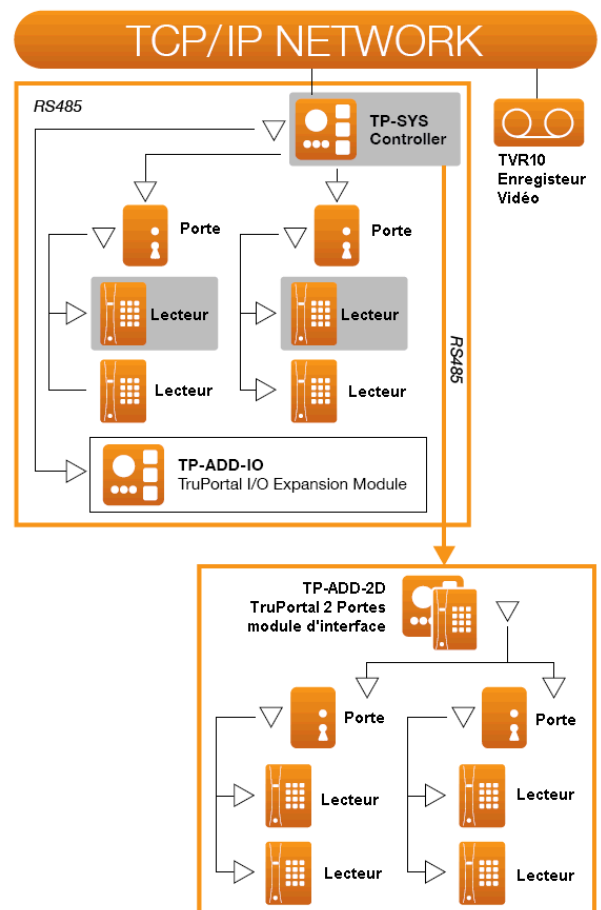 TCP/IP NETWORK
RS485
TP-SYS
Controller
TVR10
Enregisteur
Vidéo
Porte
Porte
Lecteur
Lecteur
Lecteur
Lecteur
RS485
TP-ADD-IO
TruPortal I/O Expansion Module
TP-ADD-2D
TruPortal 2 Portes
module d'interface
Porte
Porte
Lecteur
Lecteur
Lecteur
Lecteur